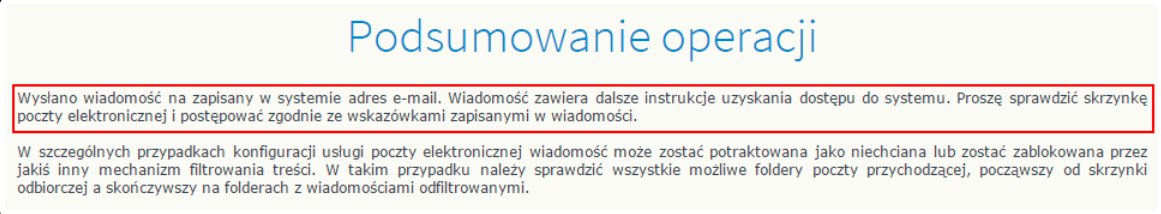 Podsumowanie operacji
Wysłano wiadomość na zapisany w systemie adres e-mail. Wiadomość zawiera dalsze instrukcje uzyskania dostępu do systemu. Proszę sprawdzić skrzynkę
poczty elektronicznej i postępować zgodnie ze wskazówkami zapisanymi w wiadomości.
W szczególnych przypadkach konfiguracji usługi poczty elektronicznej wiadomość może zostać potraktowana jako niechciana lub zostać zablokowana przez
jakiś inny mechanizm filtrowania treści. W takim przypadku należy sprawdzić wszystkie możliwe foldery poczty przychodzącej, począwszy od skrzynki
odbiorczej a skończywszy na folderach z wiadomościami odfiltrowanymi.